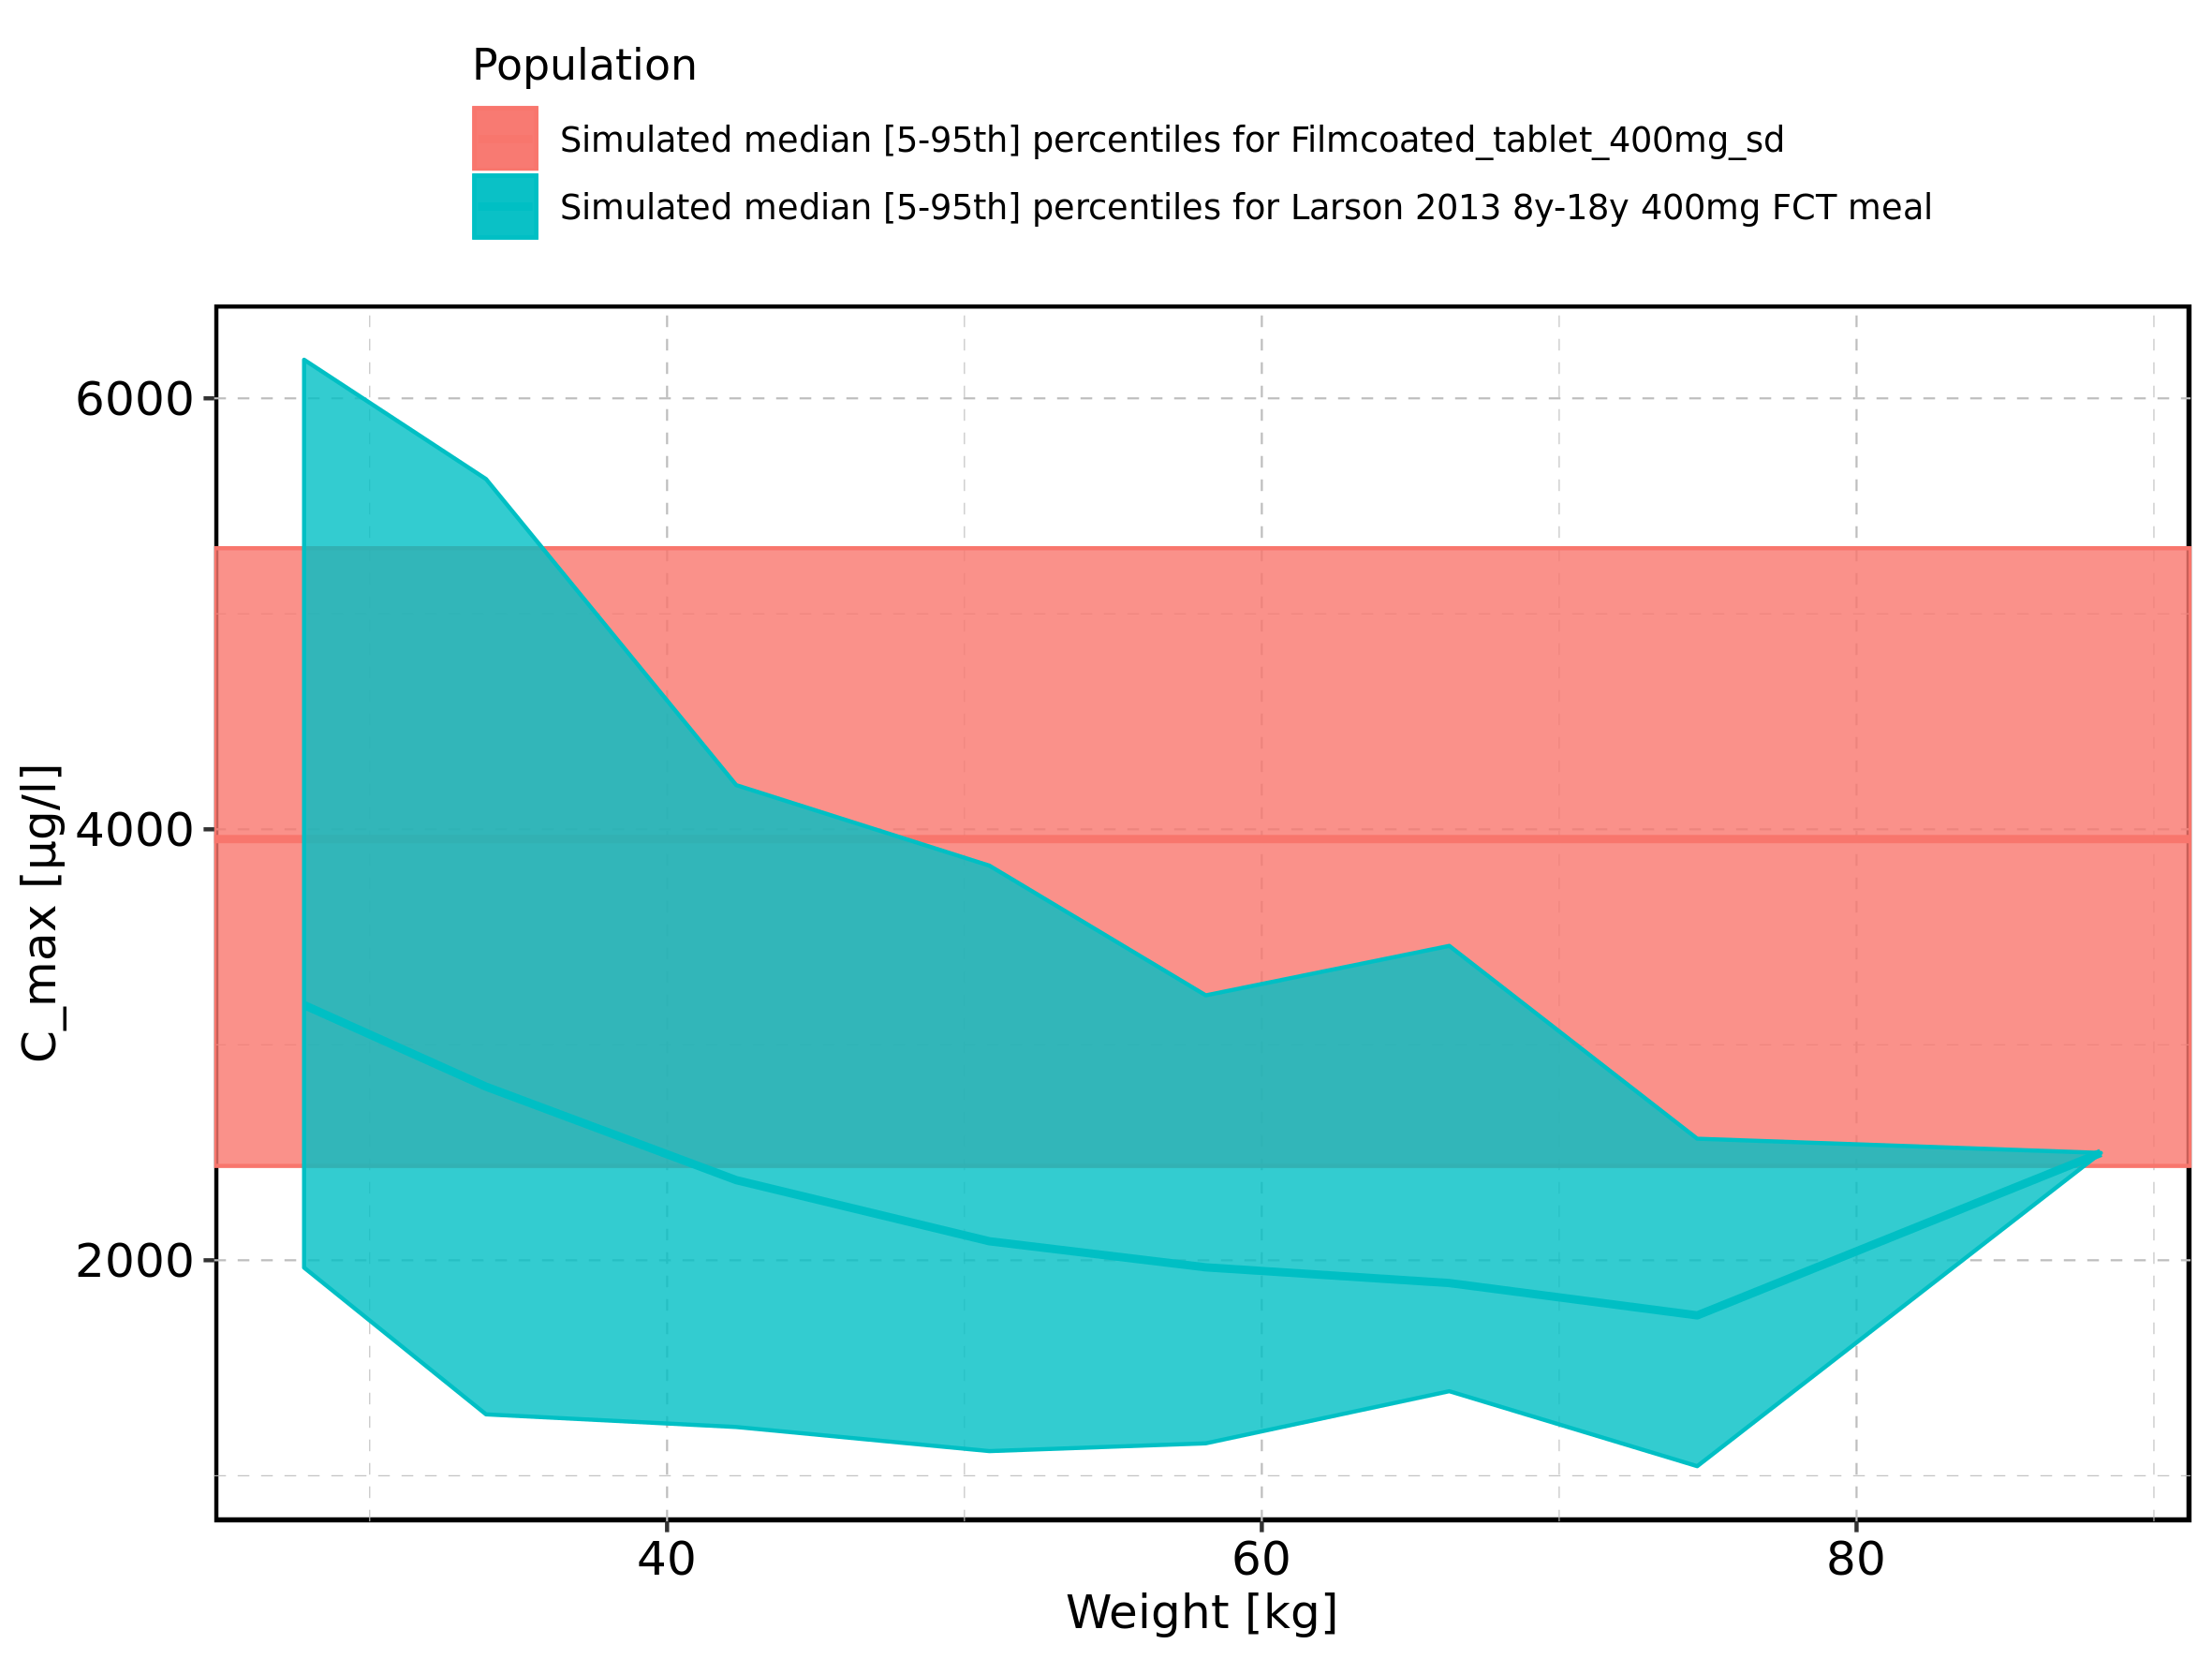 Population
Simulated median [5-95th] percentiles for Filmcoated_tablet_400mg_sd
Simulated median [5-95th] percentiles for Larson 2013 8y-18y 400mg FCT meal
6000
4000
2000
C_max [µg/l]
40 60 80
Weight [kg]